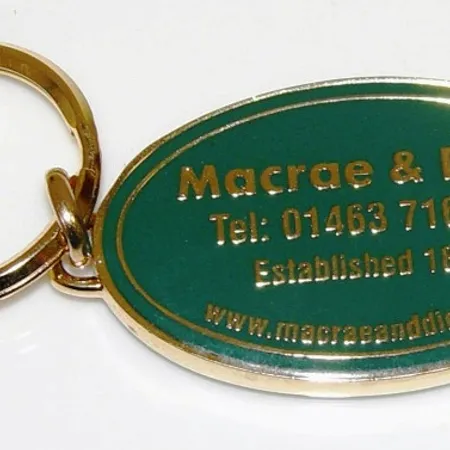 Macrae &
Tel: 01463 71
Established 18
www.macraeanddi